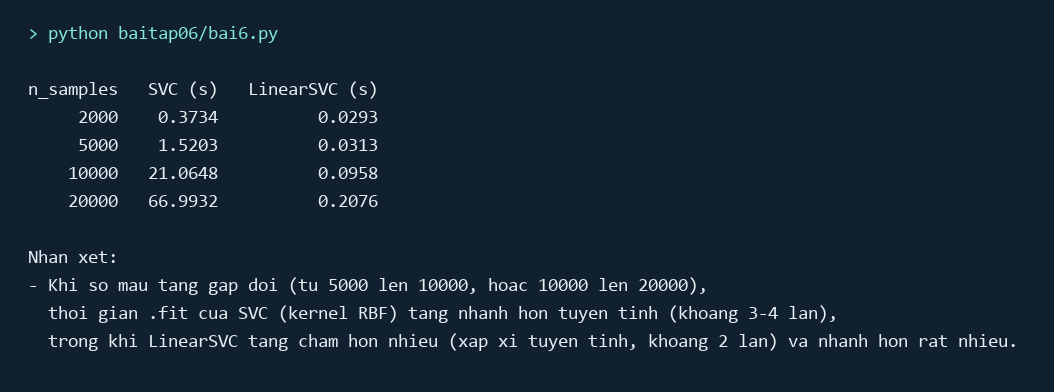 > python baitap06/bai6.py
n_samples   SVC (s)   LinearSVC (s)
     2000    0.3734          0.0293
     5000    1.5203          0.0313
    10000   21.0648          0.0958
    20000   66.9932          0.2076
Nhan xet:
- Khi so mau tang gap doi (tu 5000 len 10000, hoac 10000 len 20000),
  thoi gian .fit cua SVC (kernel RBF) tang nhanh hon tuyen tinh (khoang 3-4 lan),
  trong khi LinearSVC tang cham hon nhieu (xap xi tuyen tinh, khoang 2 lan) va nhanh hon rat nhieu.